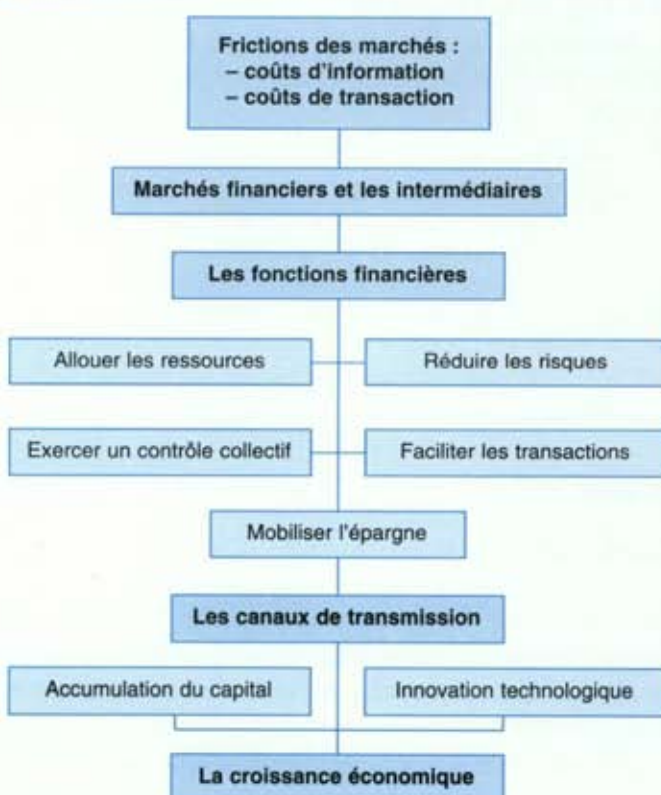 Frictions des marchés :
– coûts d'information
– coûts de transaction
Marchés financiers et les intermédiaires
Les fonctions financières
Allouer les ressources
Réduire les risques
Exercer un contrôle collectif
Faciliter les transactions
Mobiliser l'épargne
Les canaux de transmission
Accumulation du capital
Innovation technologique
La croissance économique